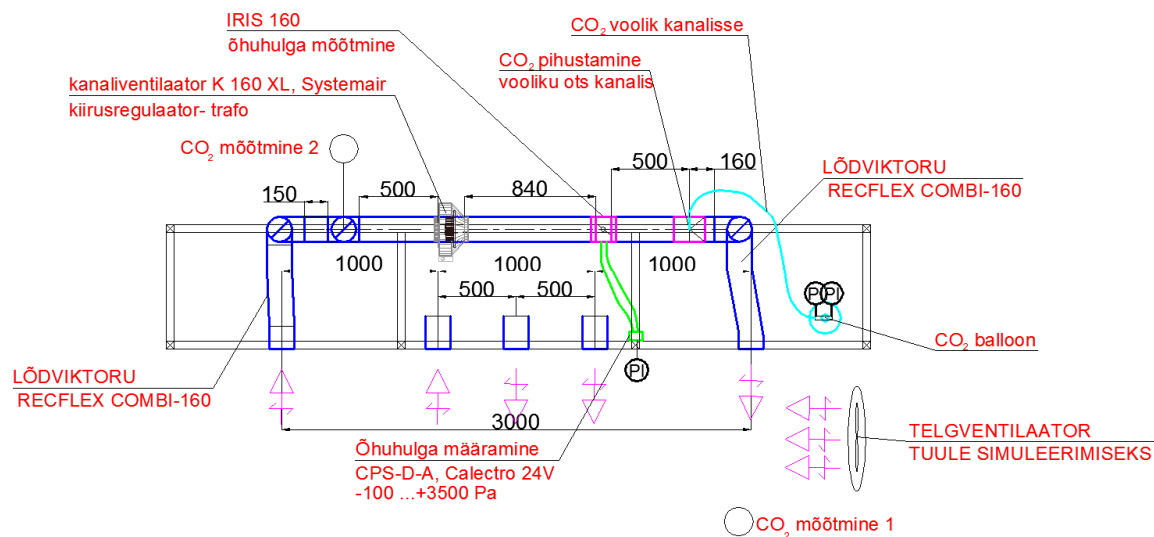 IRIS 160
õhuhulga mõõtmine
CO₂ voolik kanalisse
CO₂ pihustamine
vooliku ots kanalis
kanaliventilaator K 160 XL, Systemair
kiirusregulaator- trafo
CO₂ mõõtmine 2
LÕDVIKTORU
RECFLEX COMBI-160
150
500
840
500
160
1000
1000
1000
500
500
PI
PI
CO₂ balloon
PI
LÕDVIKTORU
RECFLEX COMBI-160
3000
Õhuhulga määramine
CPS-D-A, Calectro 24V
-100 ...+3500 Pa
TELGVENTILAATOR
TUULE SIMULEERIMISEKS
CO₂ mõõtmine 1